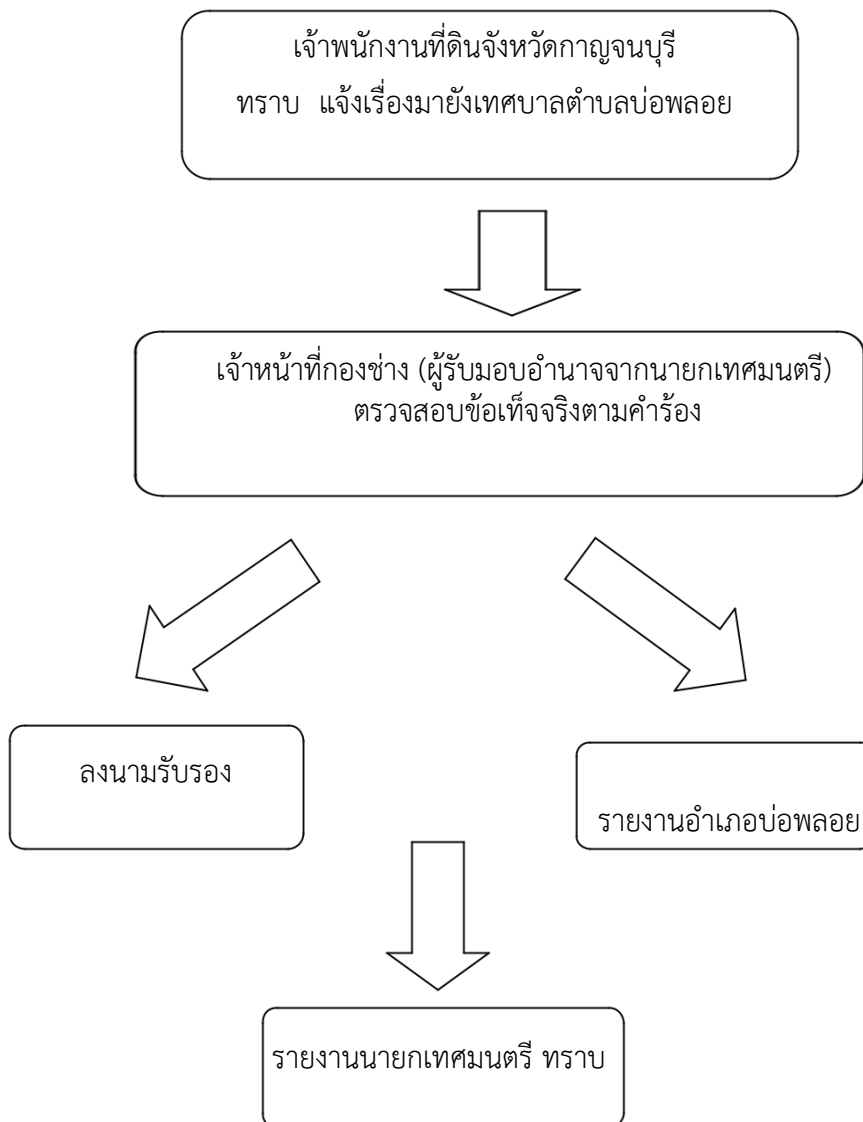 เจ้าพนักงานที่ดินจังหวัดกาญจนบุรี
ทราบ แจ้งเรื่องมายังเทศบาลตำบลบ่อพลอย
เจ้าหน้าที่กองช่าง (ผู้รับมอบอำนาจจากนายกเทศมนตรี)
ตรวจสอบข้อเท็จจริงตามคำร้อง
ลงนามรับรอง
รายงานอำเภอบ่อพลอย
รายงานนายกเทศมนตรี ทราบ